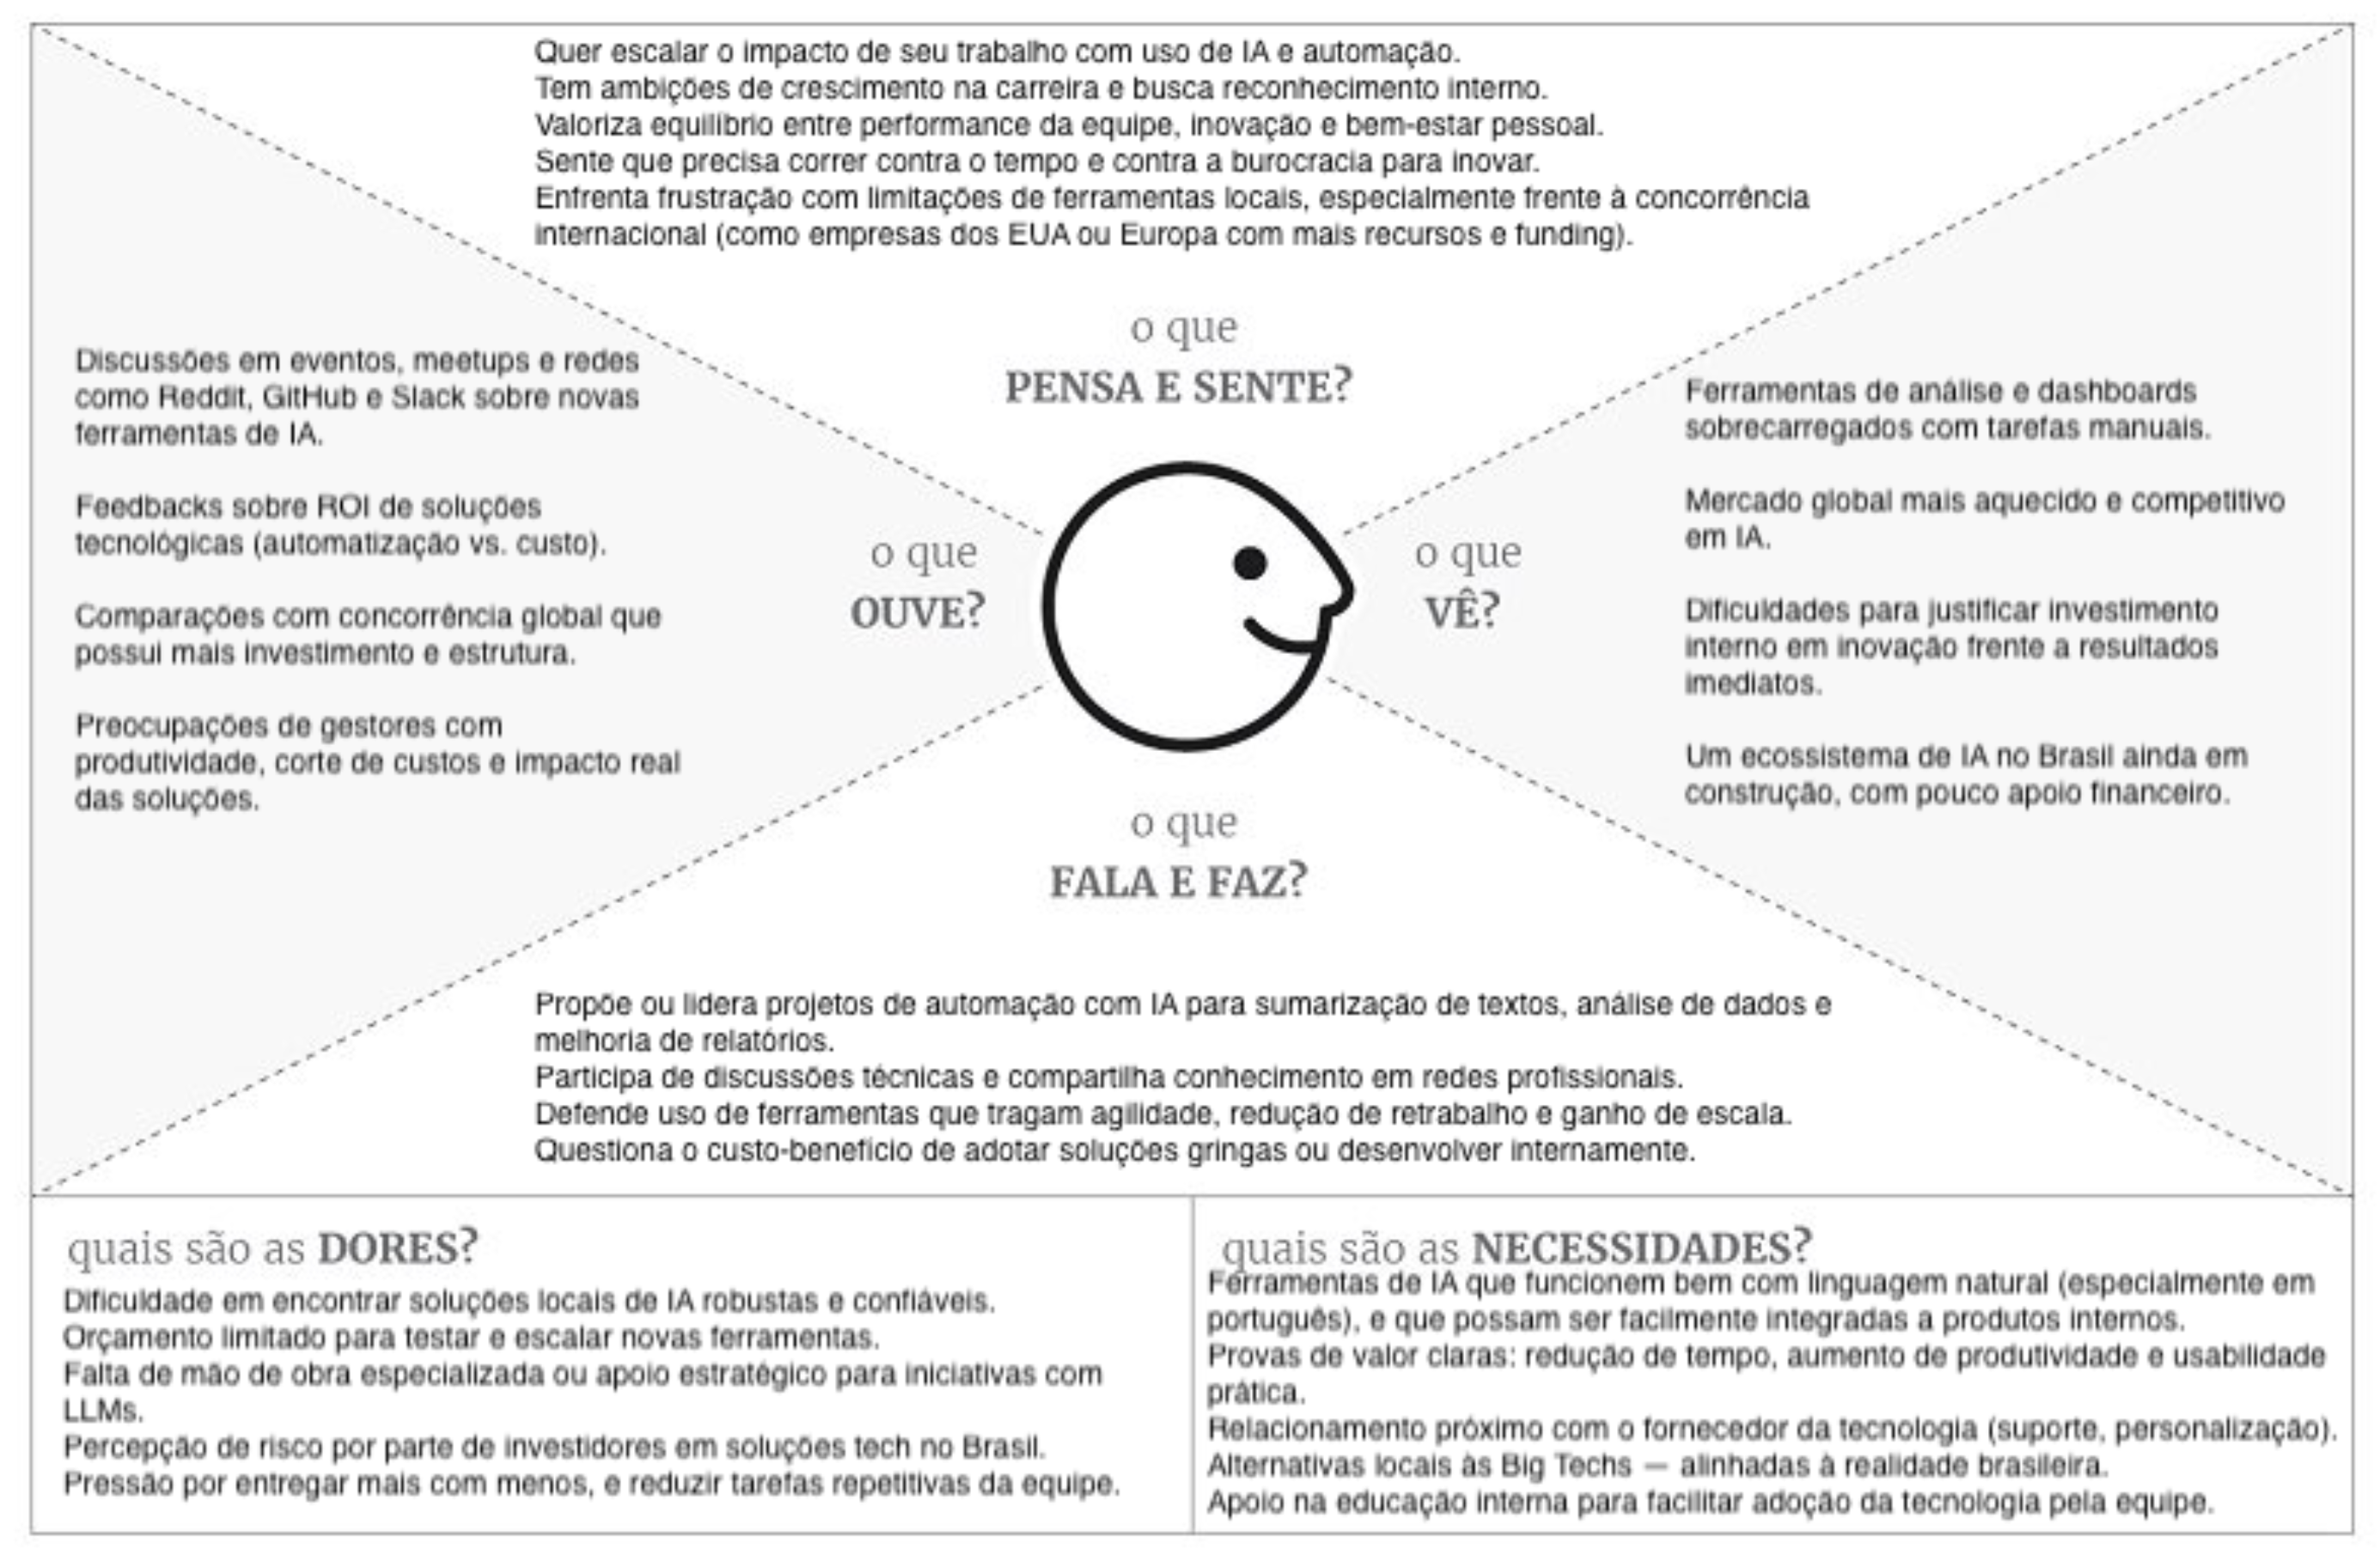 Quer escalar o impacto de seu trabalho com uso de IA e automação.
Tem ambições de crescimento na carreira e busca reconhecimento interno.
Valoriza equilíbrio entre performance da equipe, inovação e bem-estar pessoal.
Sente que precisa correr contra o tempo e contra a burocracia para inovar.
Enfrenta frustração com limitações de ferramentas locais, especialmente frente à concorrência
internacional (como empresas dos EUA ou Europa com mais recursos e funding).
o que
PENSA E SENTE?
Discussões em eventos, meetups e redes
como Reddit, GitHub e Slack sobre novas
ferramentas de IA.
Feedbacks sobre ROI de soluções
tecnológicas (automatização vs. custo).
Comparações com concorrência global que
possui mais investimento e estrutura.
Preocupações de gestores com
produtividade, corte de custos e impacto real
das soluções.
o que
OUVE?
o que
VÊ?
Ferramentas de análise e dashboards
sobrecarregados com tarefas manuais.
Mercado global mais aquecido e competitivo
em IA.
Dificuldades para justificar investimento
interno em inovação frente a resultados
imediatos.
Um ecossistema de IA no Brasil ainda em
construção, com pouco apoio financeiro.
o que
FALA E FAZ?
Propõe ou lidera projetos de automação com IA para sumarização de textos, análise de dados e
melhoria de relatórios.
Participa de discussões técnicas e compartilha conhecimento em redes profissionais.
Defende uso de ferramentas que tragam agilidade, redução de retrabalho e ganho de escala.
Questiona o custo-benefício de adotar soluções gringas ou desenvolver internamente.
quais são as DORES?
Dificuldade em encontrar soluções locais de IA robustas e confiáveis.
Orçamento limitado para testar e escalar novas ferramentas.
Falta de mão de obra especializada ou apoio estratégico para iniciativas com
LLMs.
Percepção de risco por parte de investidores em soluções tech no Brasil.
Pressão por entregar mais com menos, e reduzir tarefas repetitivas da equipe.
quais são as NECESSIDADES?
Ferramentas de IA que funcionem bem com linguagem natural (especialmente em
português), e que possam ser facilmente integradas a produtos internos.
Provas de valor claras: redução de tempo, aumento de produtividade e usabilidade
prática.
Relacionamento próximo com o fornecedor da tecnologia (suporte, personalização).
Alternativas locais às Big Techs — alinhadas à realidade brasileira.
Apoio na educação interna para facilitar adoção da tecnologia pela equipe.